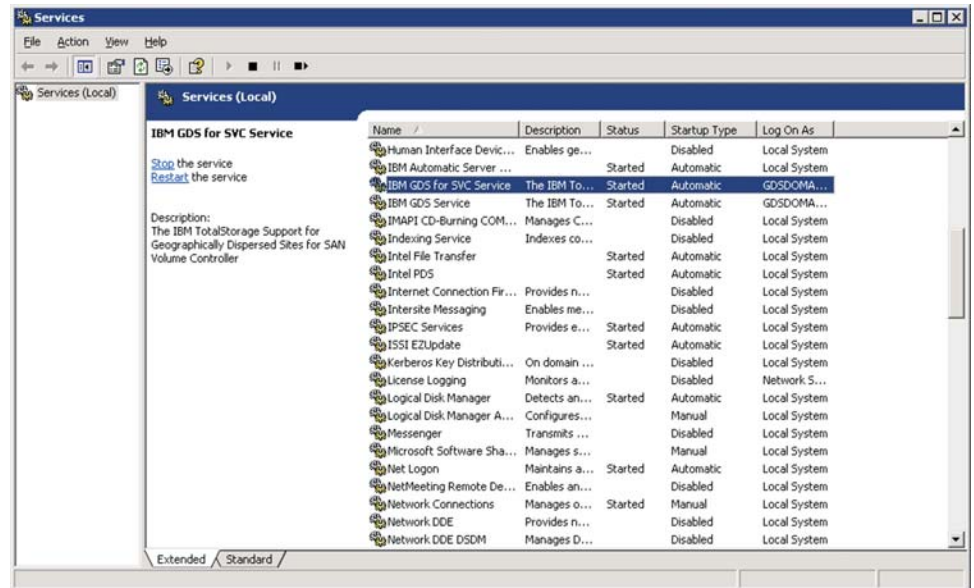 Services
File Action View Help
Services (Local)
Services (Local)
IBM GDS for SVC Service
Stop the service
Restart the service
Description:
The IBM TotalStorage Support for
Geographically Dispersed Sites for SAN
Volume Controller
Name Description Status Startup Type Log On As
Human Interface Devic... Enables ge... Disabled Local System
IBM Automatic Server ... Started Automatic Local System
IBM GDS for SVC Service The IBM To... Started Automatic GDSDOMA...
IBM GDS Service The IBM To... Started Automatic GDSDOMA...
IMAPI CD-Burning COM... Manages C... Disabled Local System
Indexing Service Indexes co... Disabled Local System
Intel File Transfer Started Automatic Local System
Intel PDS Started Automatic Local System
Internet Connection Fir... Provides n... Disabled Local System
Intersite Messaging Enables me... Disabled Local System
IPSEC Services Provides e... Started Automatic Local System
ISSI EZUpdate Started Automatic Local System
Kerberos Key Distributi... On domain ... Disabled Local System
License Logging Monitors a... Disabled Network S...
Logical Disk Manager Detects an... Started Automatic Local System
Logical Disk Manager A... Configures... Manual Local System
Messenger Transmits ... Disabled Local System
Microsoft Software Sha... Manages s... Manual Local System
Net Logon Maintains a... Started Automatic Local System
NetMeeting Remote De... Enables an... Disabled Local System
Network Connections Manages o... Started Manual Local System
Network DDE Provides n... Disabled Local System
Network DDE DSDM Manages D... Disabled Local System
Extended Standard